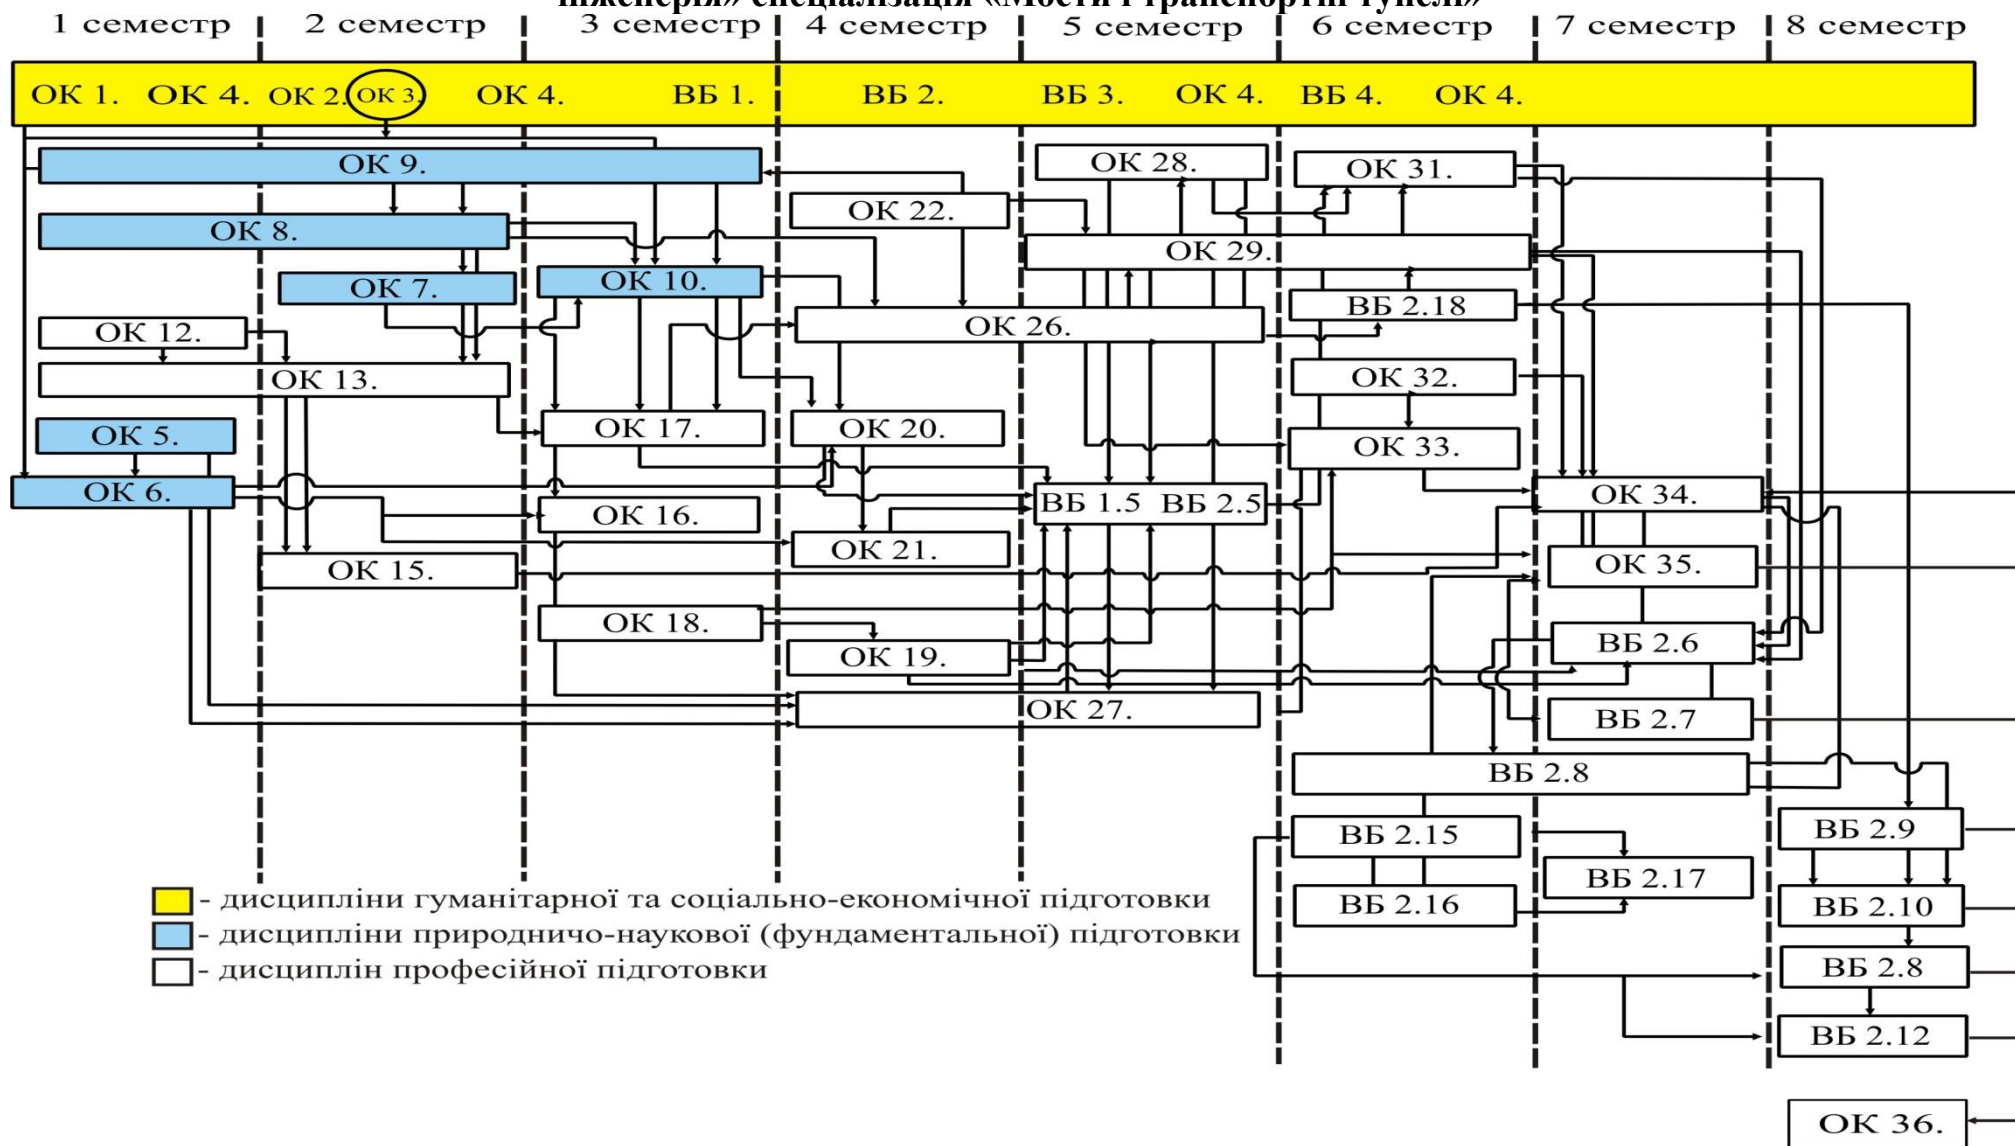 інженерія» спеціалізація «Мости і транспортні тунелі»
1 семестр 2 семестр 3 семестр 4 семестр 5 семестр 6 семестр 7 семестр 8 семестр
ОК 1. ОК 4. ОК 2. ОК 3. ОК 4. ВБ 1. ВБ 2. ВБ 3. ОК 4. ВБ 4. ОК 4.
ОК 9.
ОК 28.
ОК 31.
ОК 22.
ОК 8.
ОК 29.
ОК 7.
ОК 10.
ВБ 2.18
ОК 12.
ОК 26.
ОК 13.
ОК 32.
ОК 5.
ОК 17.
ОК 20.
ОК 33.
ОК 6.
ВБ 1.5 ВБ 2.5
ОК 34.
ОК 16.
ОК 21.
ОК 15.
ОК 35.
ОК 18.
ОК 19.
ВБ 2.6
ОК 27.
ВБ 2.7
ВБ 2.8
ВБ 2.15
ВБ 2.9
ВБ 2.17
ВБ 2.16
ВБ 2.10
- дисципліни гуманітарної та соціально-економічної підготовки
- дисципліни природничо-наукової (фундаментальної) підготовки
- дисциплін професійної підготовки
ВБ 2.8
ВБ 2.12
ОК 36.